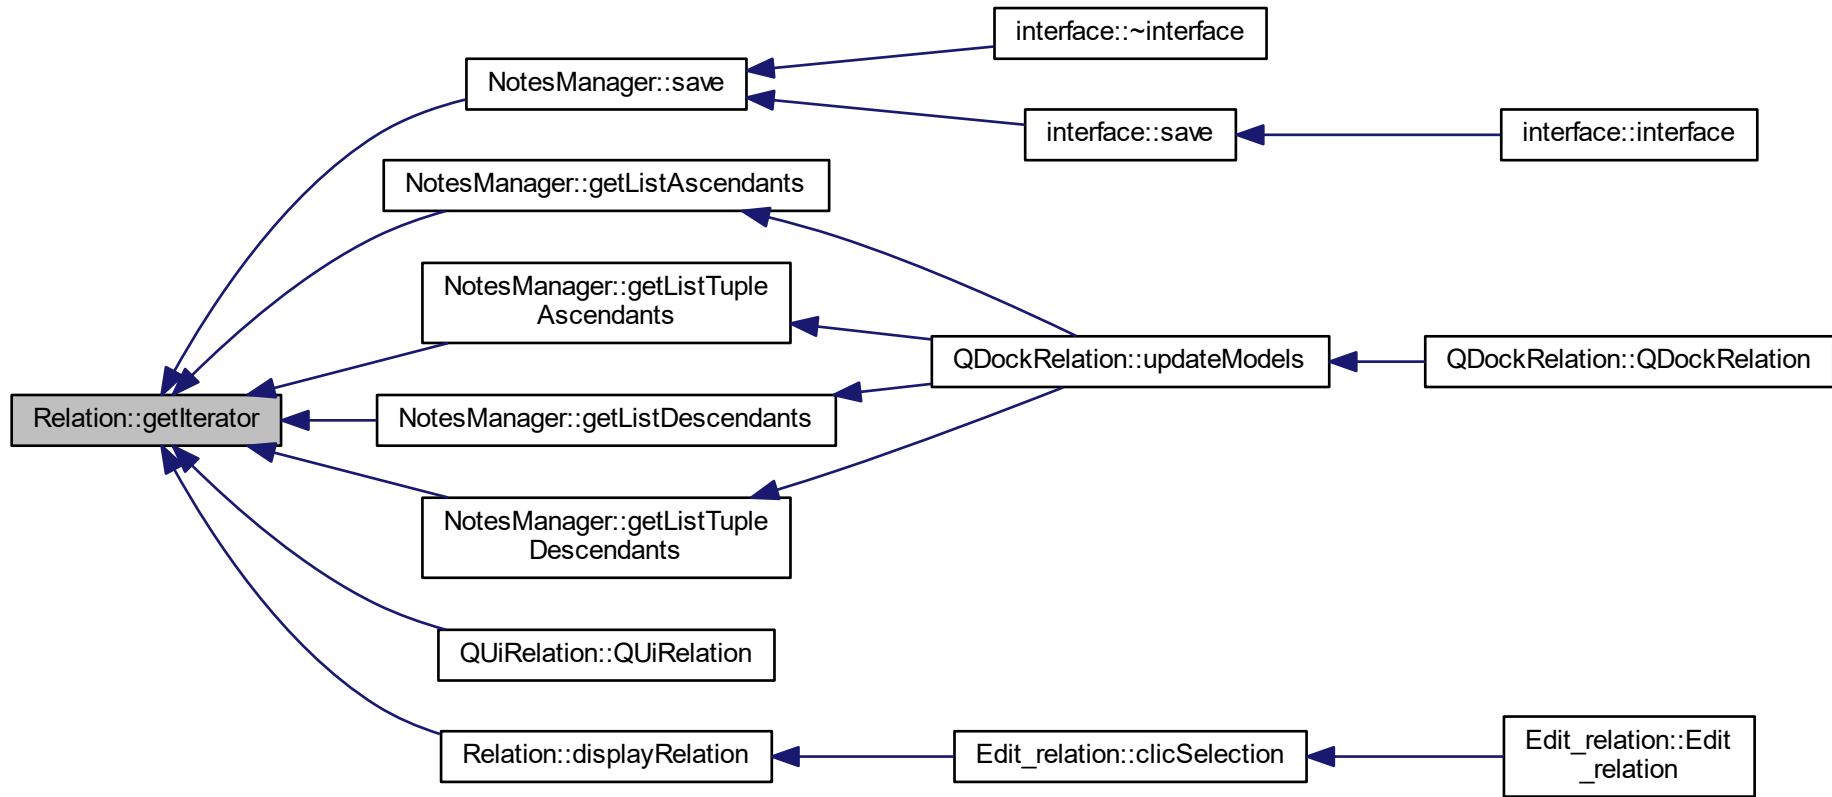 interface::~interface
NotesManager::save
interface::save
interface::interface
NotesManager::getListAscendants
NotesManager::getListTuple
Ascendants
QDockRelation::updateModels
QDockRelation::QDockRelation
Relation::getIterator
NotesManager::getListDescendants
NotesManager::getListTuple
Descendants
QUiRelation::QUiRelation
Relation::displayRelation
Edit_relation::clicSelection
Edit_relation::Edit
_relation